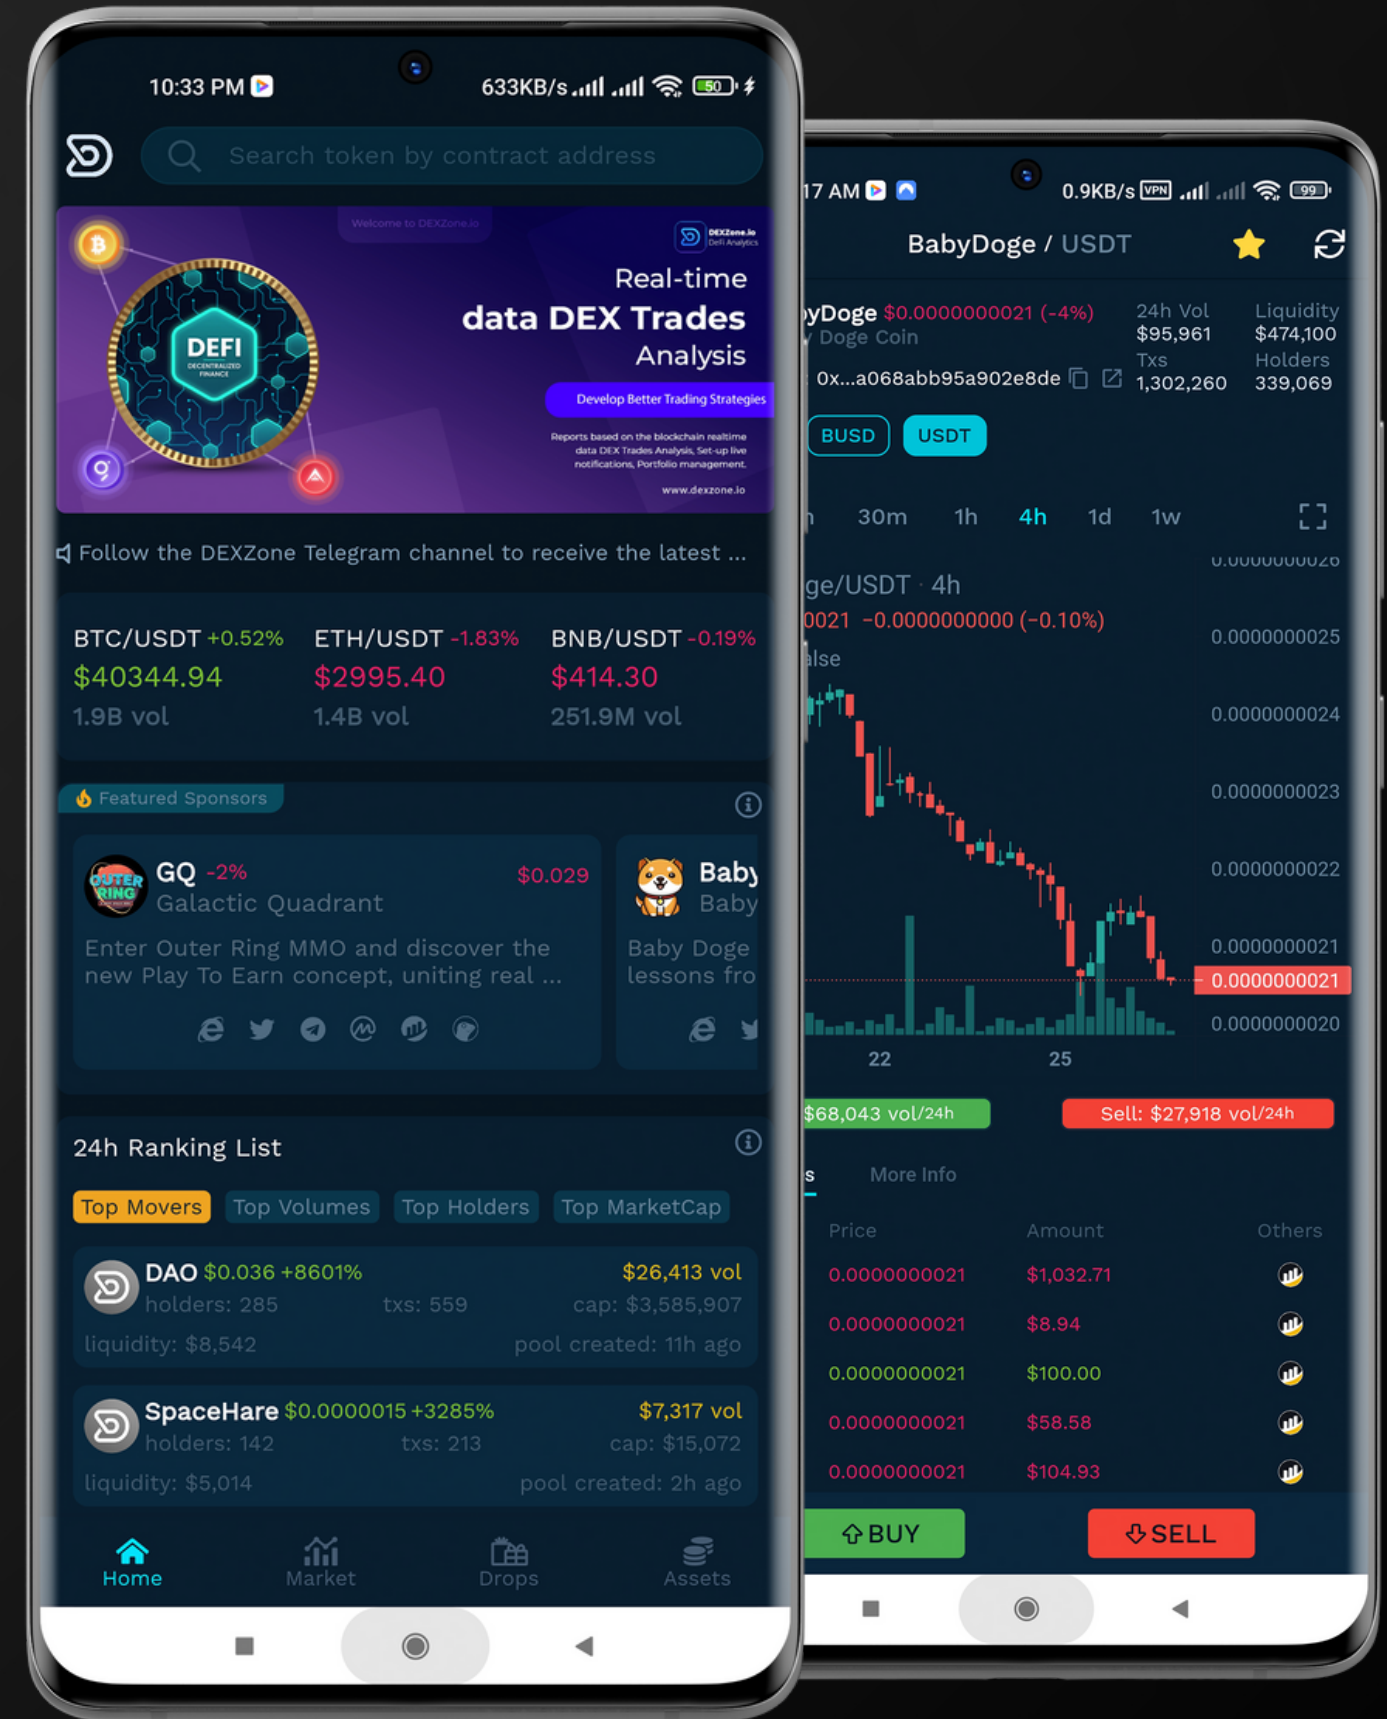 10:33 PM 633KB/s 50
Search token by contract address
Welcome to DEXZone.io
DEXZone.io
DeFi Analytics
Real-time
data DEX Trades
Analysis
Develop Better Trading Strategies
Reports based on the blockchain realtime
data DEX Trades Analysis, Set-up live
notifications, Portfolio management.
www.dexzone.io
DEFI
DECENTRALIZED
FINANCE
Follow the DEXZone Telegram channel to receive the latest ...
BTC/USDT +0.52% ETH/USDT -1.83% BNB/USDT -0.19%
$40344.94 $2995.40 $414.30
1.9B vol 1.4B vol 251.9M vol
Featured Sponsors
OUTER
RING
GQ -2% $0.029
Galactic Quadrant
Enter Outer Ring MMO and discover the
new Play To Earn concept, uniting real ...
Baby
Baby
Baby Doge
lessons fro
24h Ranking List
Top Movers Top Volumes Top Holders Top MarketCap
DAO $0.036 +8601% $26,413 vol
holders: 285 txs: 559 cap: $3,585,907
liquidity: $8,542 pool created: 11h ago
SpaceHare $0.0000015 +3285% $7,317 vol
holders: 142 txs: 213 cap: $15,072
liquidity: $5,014 pool created: 2h ago
Home Market Drops Assets
17 AM 0.9KB/s VPN 99
BabyDoge / USDT
yDoge $0.0000000021 (-4%)
Doge Coin
0x...a068abb95a902e8de
24h Vol Liquidity
$95,961 $474,100
Txs Holders
1,302,260 339,069
BUSD USDT
30m 1h 4h 1d 1w
ge/USDT · 4h
0021 −0.0000000000 (−0.10%)
alse
0.0000000026
0.0000000025
0.0000000024
0.0000000023
0.0000000022
0.0000000021
0.0000000021
0.0000000020
22 25
$68,043 vol/24h Sell: $27,918 vol/24h
s More Info
Price Amount Others
0.0000000021 $1,032.71
0.0000000021 $8.94
0.0000000021 $100.00
0.0000000021 $58.58
0.0000000021 $104.93
BUY SELL